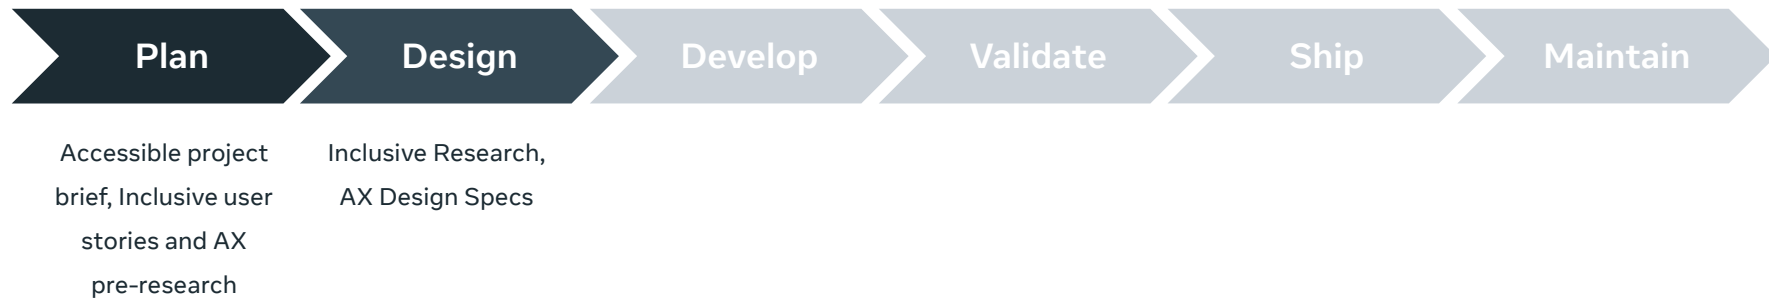 Plan
Design
Develop
Validate
Ship
Maintain
Accessible project
brief, Inclusive user
stories and AX
pre-research
Inclusive Research,
AX Design Specs